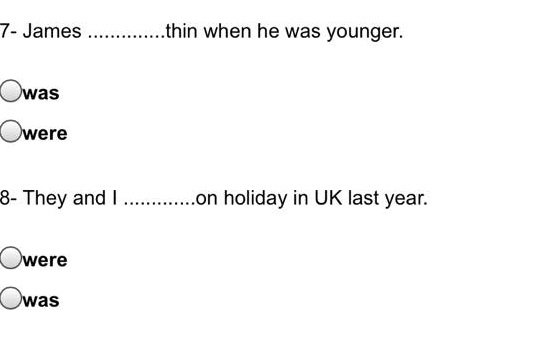 7- James ..............thin when he was younger.
was
were
8- They and I .............on holiday in UK last year.
were
was